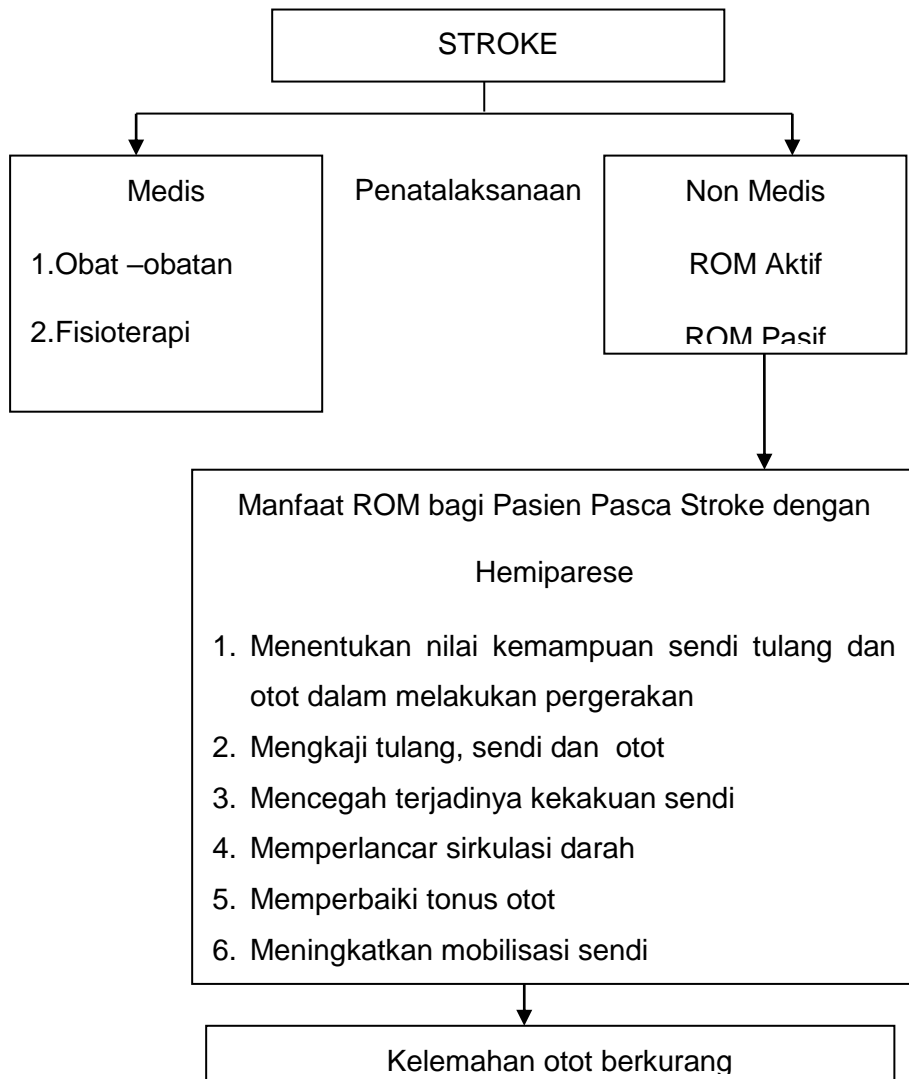 STROKE
Medis
1.Obat –obatan
2.Fisioterapi
Penatalaksanaan
Non Medis
ROM Aktif
ROM Pasif
Manfaat ROM bagi Pasien Pasca Stroke dengan
Hemiparese
1. Menentukan nilai kemampuan sendi tulang dan
otot dalam melakukan pergerakan
2. Mengkaji tulang, sendi dan otot
3. Mencegah terjadinya kekakuan sendi
4. Memperlancar sirkulasi darah
5. Memperbaiki tonus otot
6. Meningkatkan mobilisasi sendi
Kelemahan otot berkurang